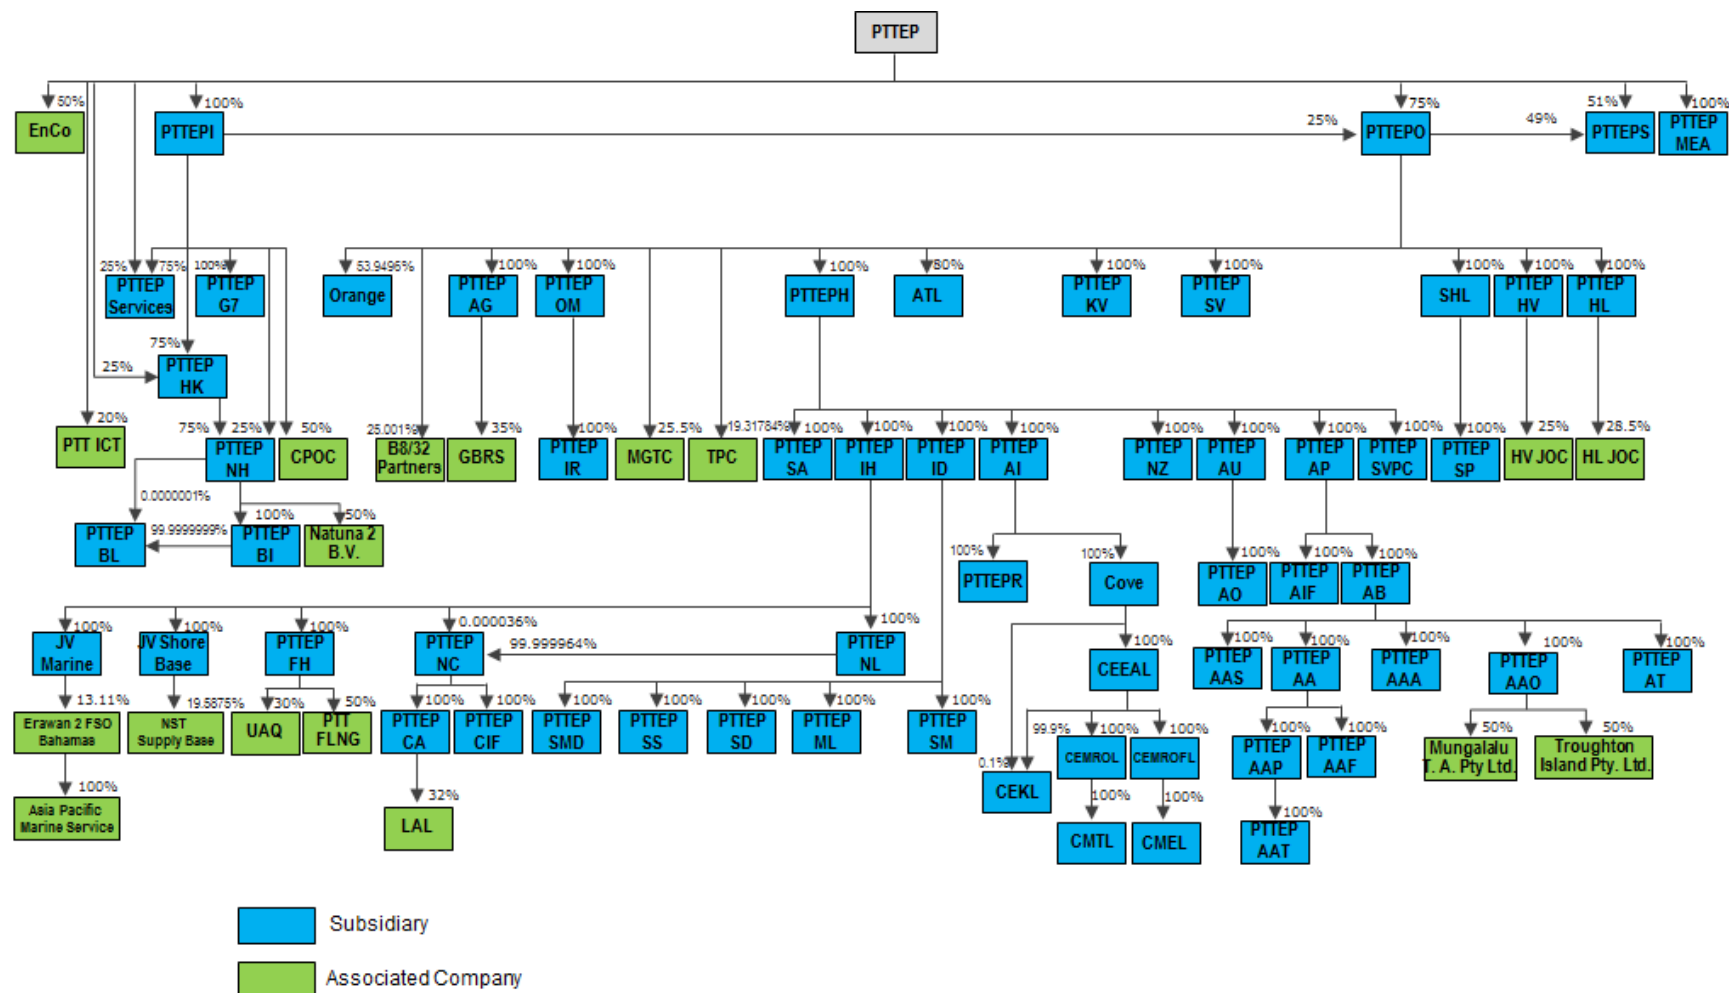 PTTEP
50%
100%
75%
51%
100%
EnCo
PTTEPI
25%
PTTEPO
49%
PTTEPS
PTTEP
MEA
25%
75%
100%
53.9495%
100%
100%
100%
80%
100%
100%
100%
100%
100%
PTTEP
Services
PTTEP
G7
Orange
PTTEP
AG
PTTEP
OM
PTTEPH
ATL
PTTEP
KV
PTTEP
SV
SHL
PTTEP
HV
PTTEP
HL
75%
25%
PTTEP
HK
20%
75%
25%
50%
25.001%
35%
100%
25.5%
19.31784%
100%
100%
100%
100%
100%
100%
100%
100%
100%
25%
28.5%
PTT ICT
PTTEP
NH
CPOC
B8/32
Partners
GBRS
PTTEP
IR
MGTC
TPC
PTTEP
SA
PTTEP
IH
PTTEP
ID
PTTEP
AI
PTTEP
NZ
PTTEP
AU
PTTEP
AP
PTTEP
SVPC
PTTEP
SP
HV JOC
HL JOC
0.0000001%
100%
50%
PTTEP
BL
99.9999999%
PTTEP
BI
Natuna 2
B.V.
100%
100%
100%
100%
100%
PTTEPR
Cove
PTTEP
AO
PTTEP
AIF
PTTEP
AB
100%
100%
100%
0.000036%
100%
JV
Marine
JV Shore
Base
PTTEP
FH
PTTEP
NC
99.999964%
PTTEP
NL
100%
CEEAL
100%
100%
100%
100%
100%
PTTEP
AAS
PTTEP
AA
PTTEP
AAA
PTTEP
AAO
PTTEP
AT
13.11%
19.5875%
30%
50%
100%
100%
100%
100%
100%
100%
100%
99.9%
100%
100%
100%
100%
50%
50%
Erawan 2 FSO
Bahamas
NST
Supply Base
UAQ
PTT
FLNG
PTTEP
CA
PTTEP
CIF
PTTEP
SMD
PTTEP
SS
PTTEP
SD
PTTEP
ML
PTTEP
SM
CEMROL
CEMROFL
PTTEP
AAP
PTTEP
AAF
Mungalalu
T. A. Pty Ltd.
Troughton
Island Pty. Ltd.
0.1%
CEKL
100%
32%
100%
100%
100%
Asia Pacific
Marine Service
LAL
CMTL
CMEL
PTTEP
AAT
Subsidiary
Associated Company